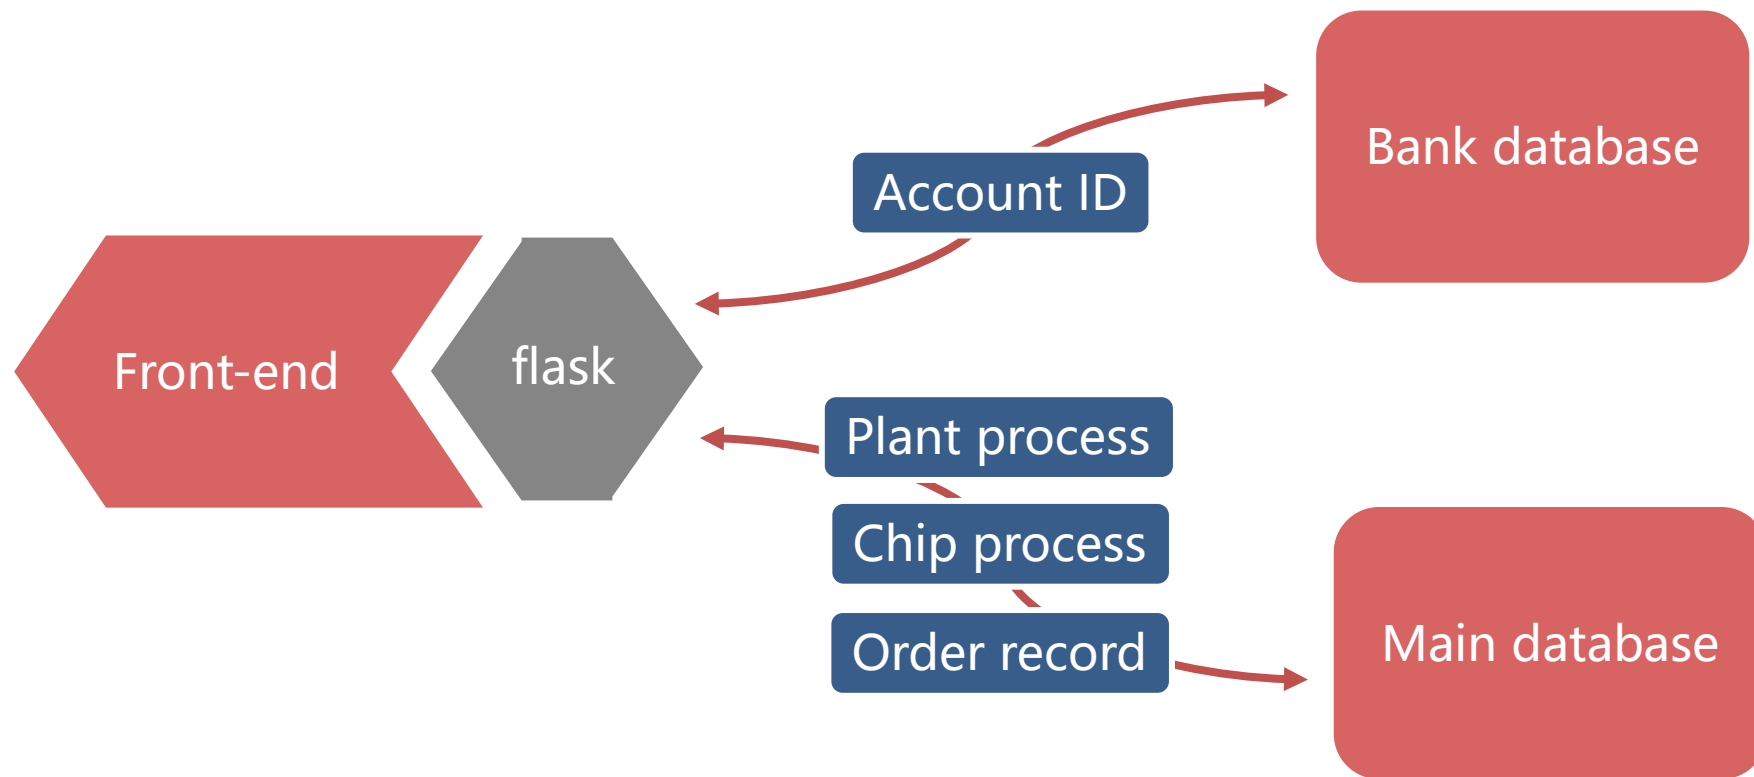 Bank database
Account ID
Front-end
flask
Plant process
Chip process
Order record
Main database